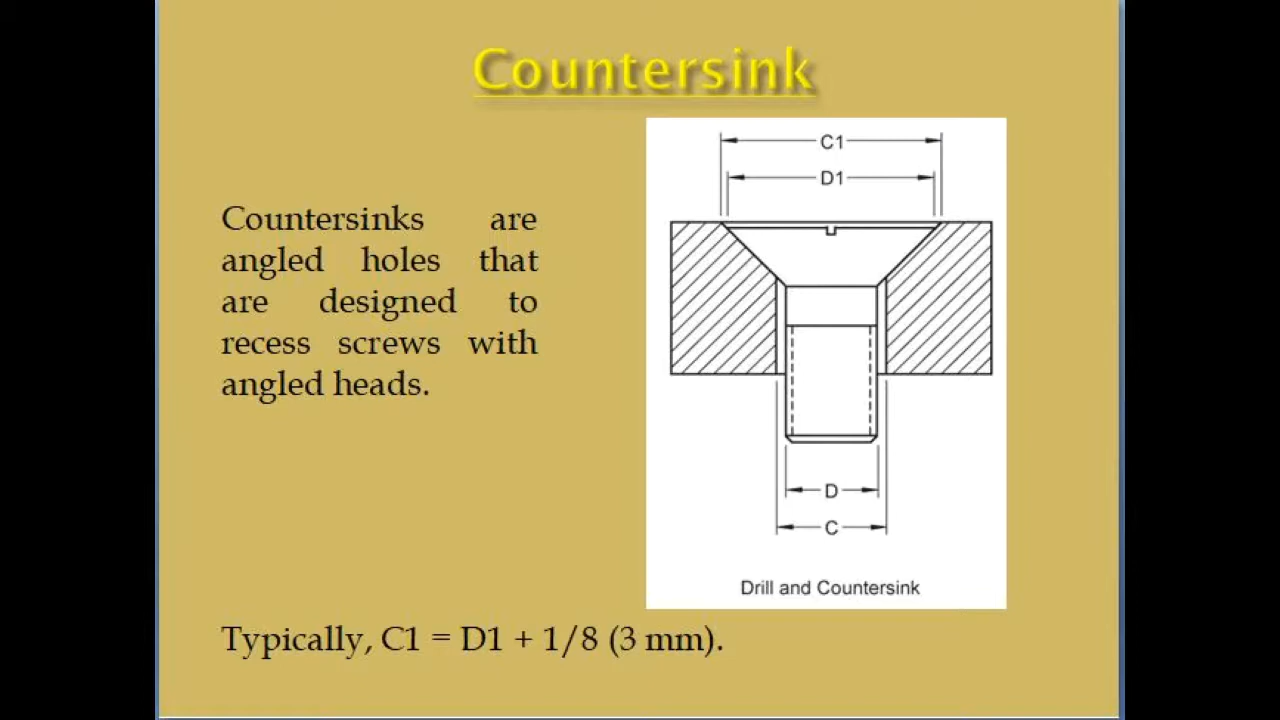 Countersink
C1
D1
Countersinks are
angled holes that
are designed to
recess screws with
angled heads.
D
C
Drill and Countersink
Typically, C1 = D1 + 1/8 (3 mm).